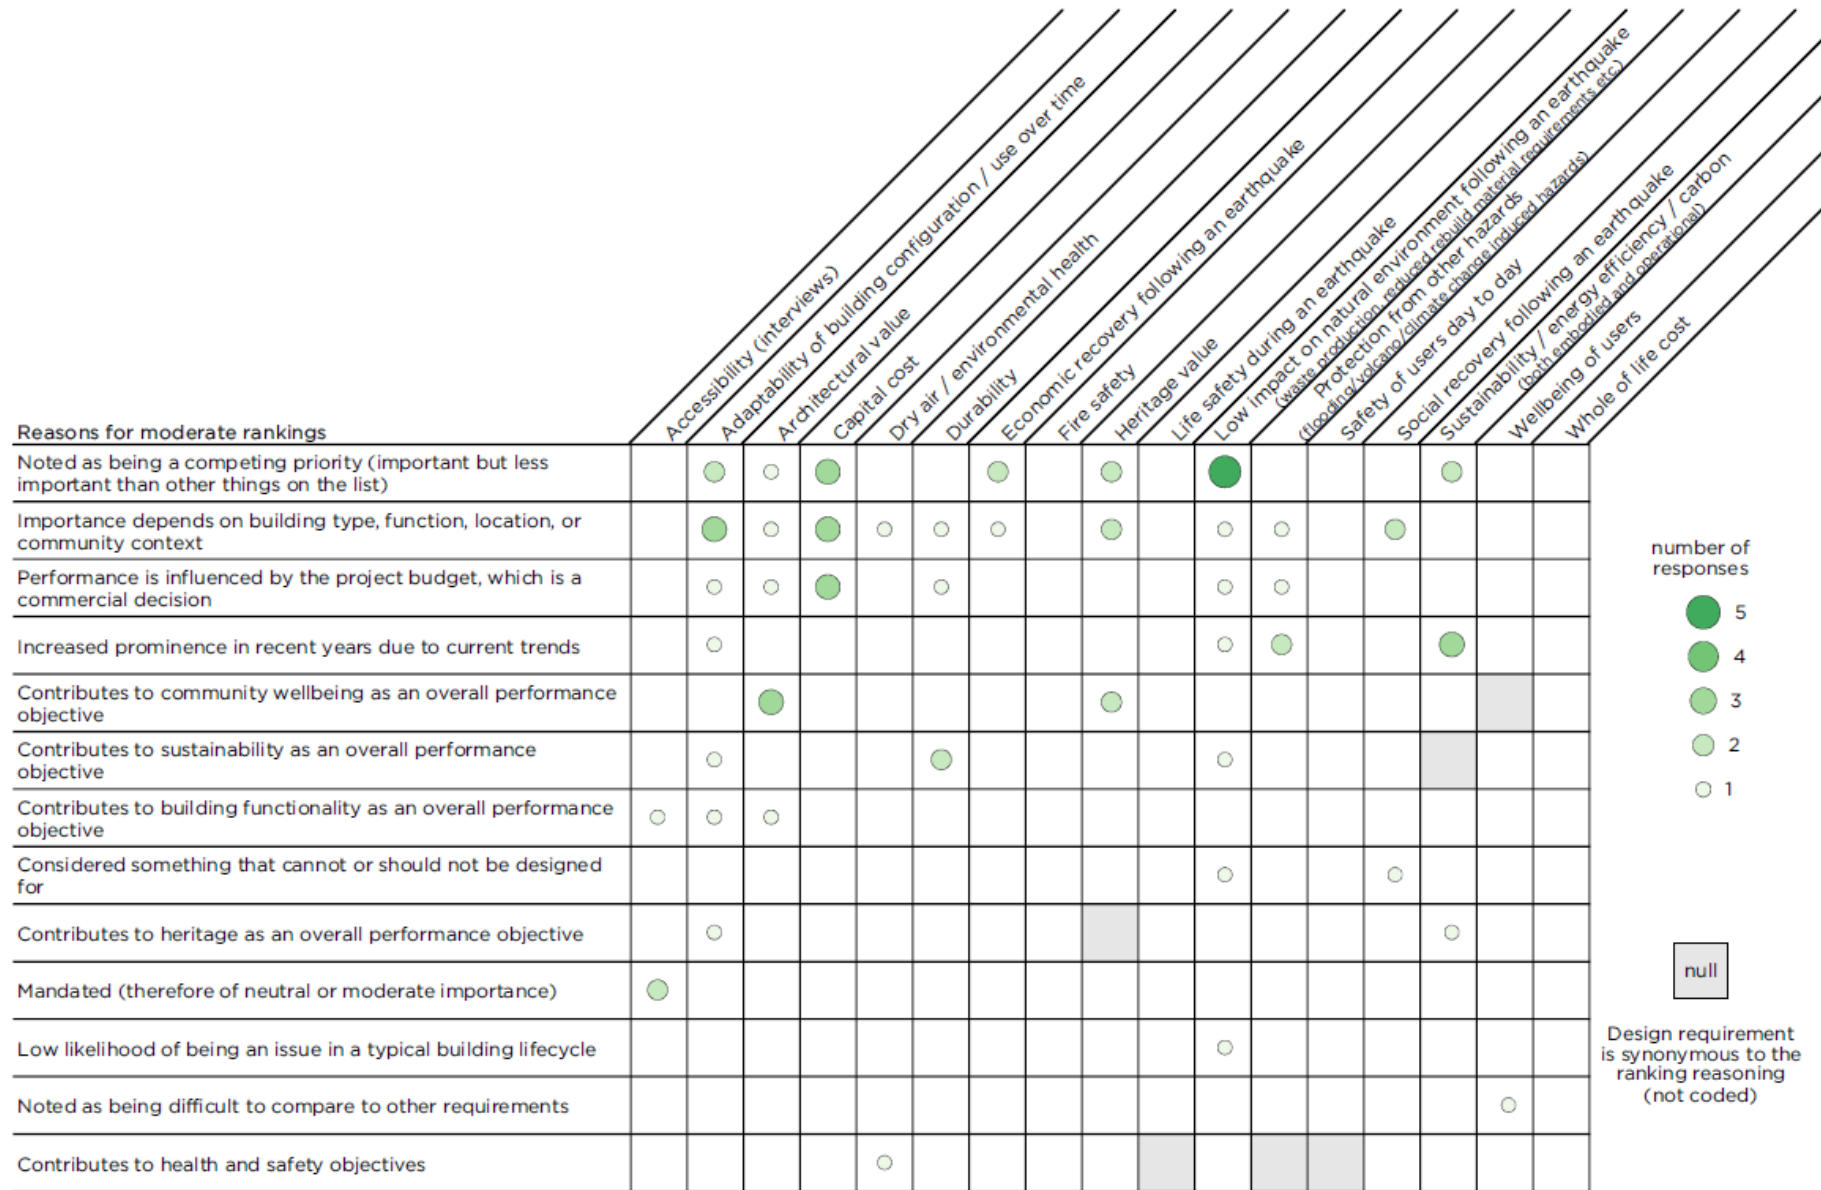 Accessibility (interviews)
Adaptability of building configuration / use over time
Architectural value
Capital cost
Dry air / environmental health
Durability
Economic recovery following an earthquake
Fire safety
Heritage value
Life safety during an earthquake
Low impact on natural environment following an earthquake
(waste production, reduced rebuild material requirements etc.)
Protection from other hazards
(flooding/volcano/climate change induced hazards)
Safety of users day to day
Social recovery following an earthquake
Sustainability / energy efficiency / carbon
(both embodied and operational)
Wellbeing of users
Whole of life cost
Reasons for moderate rankings
Noted as being a competing priority (important but less
important than other things on the list)
Importance depends on building type, function, location, or
community context
Performance is influenced by the project budget, which is a
commercial decision
Increased prominence in recent years due to current trends
Contributes to community wellbeing as an overall performance
objective
Contributes to sustainability as an overall performance
objective
Contributes to building functionality as an overall performance
objective
Considered something that cannot or should not be designed
for
Contributes to heritage as an overall performance objective
Mandated (therefore of neutral or moderate importance)
Low likelihood of being an issue in a typical building lifecycle
Noted as being difficult to compare to other requirements
Contributes to health and safety objectives
number of
responses
5
4
3
2
1
null
Design requirement
is synonymous to the
ranking reasoning
(not coded)